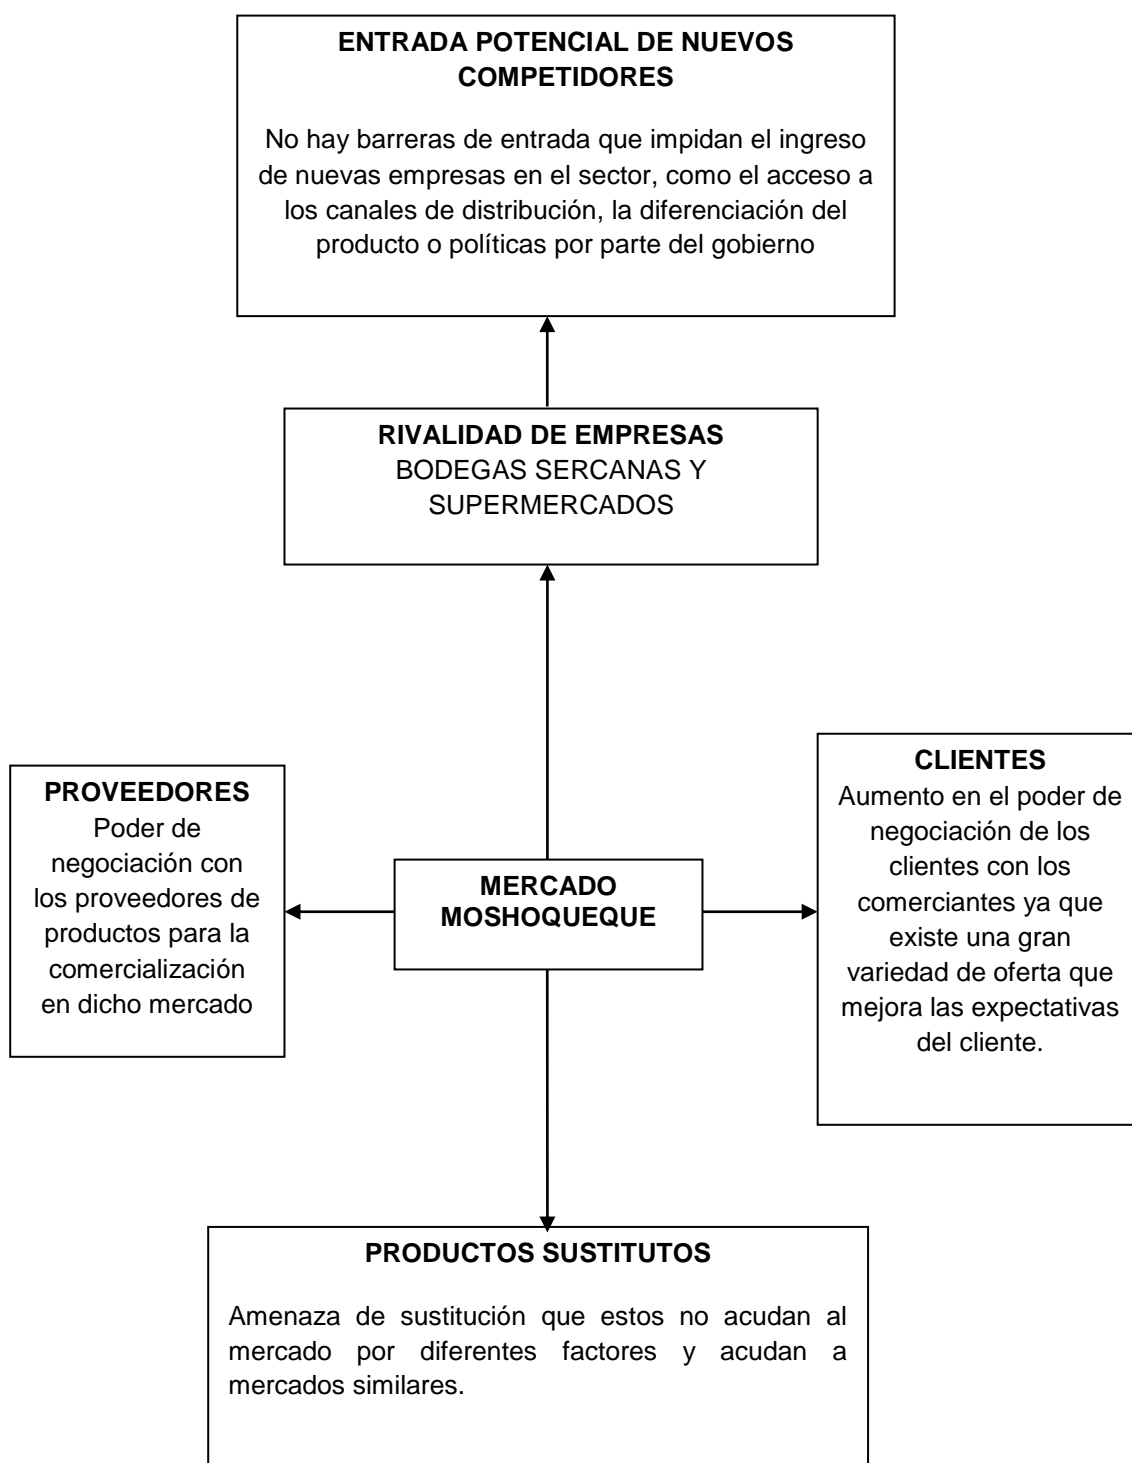 ENTRADA POTENCIAL DE NUEVOS
COMPETIDORES
No hay barreras de entrada que impidan el ingreso
de nuevas empresas en el sector, como el acceso a
los canales de distribución, la diferenciación del
producto o políticas por parte del gobierno
RIVALIDAD DE EMPRESAS
BODEGAS SERCANAS Y
SUPERMERCADOS
PROVEEDORES
Poder de
negociación con
los proveedores de
productos para la
comercialización
en dicho mercado
MERCADO
MOSHOQUEQUE
CLIENTES
Aumento en el poder de
negociación de los
clientes con los
comerciantes ya que
existe una gran
variedad de oferta que
mejora las expectativas
del cliente.
PRODUCTOS SUSTITUTOS
Amenaza de sustitución que estos no acudan al
mercado por diferentes factores y acudan a
mercados similares.